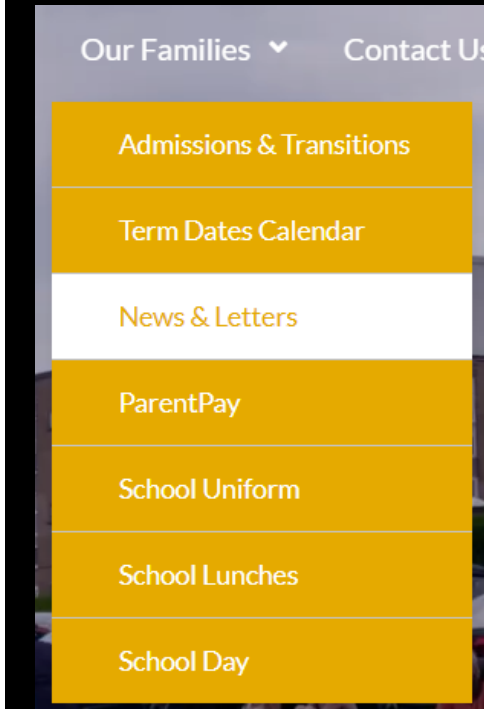 Our Families Contact Us
Admissions & Transitions
Term Dates Calendar
News & Letters
ParentPay
School Uniform
School Lunches
School Day